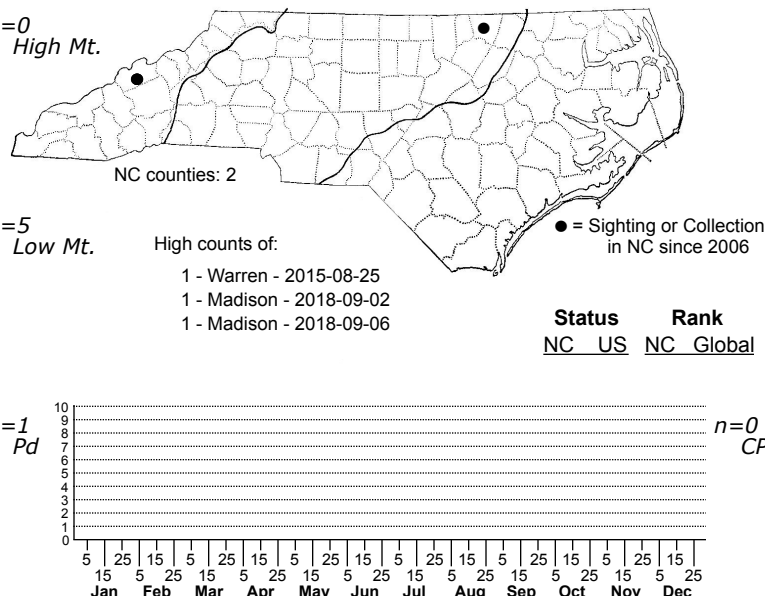 =0
High Mt.
NC counties: 2
=5
Low Mt.
High counts of:
1 - Warren - 2015-08-25
1 - Madison - 2018-09-02
1 - Madison - 2018-09-06
● = Sighting or Collection
in NC since 2006
Status Rank
NC US NC Global
=1
Pd
n=0
CP
10
9
8
7
6
5
4
3
2
1
0
5 25 15 5 25 15 5 25 15 5 25 15 5 25 15 5 25 15
15 5 25 15 5 25 15 5 25 15 5 25 15 5 25 15 5 25
Jan Feb Mar Apr May Jun Jul Aug Sep Oct Nov Dec